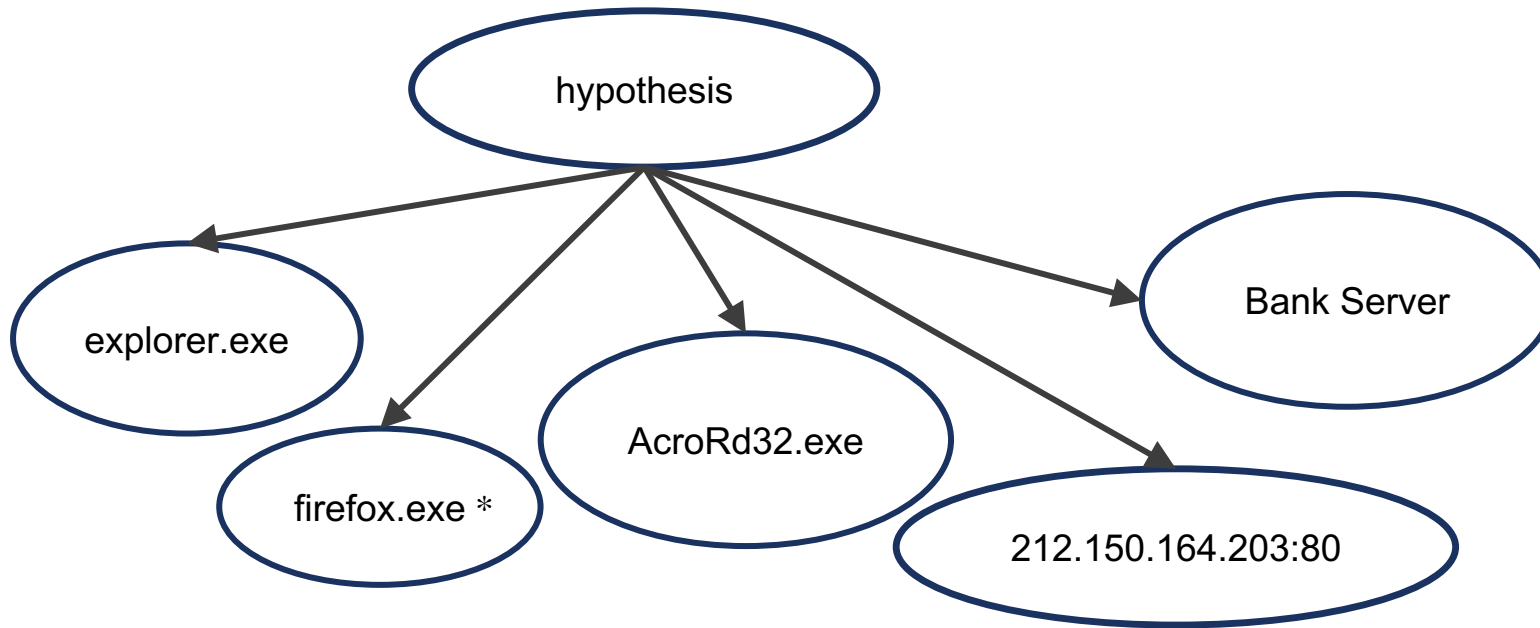 hypothesis
explorer.exe
firefox.exe *
AcroRd32.exe
212.150.164.203:80
Bank Server